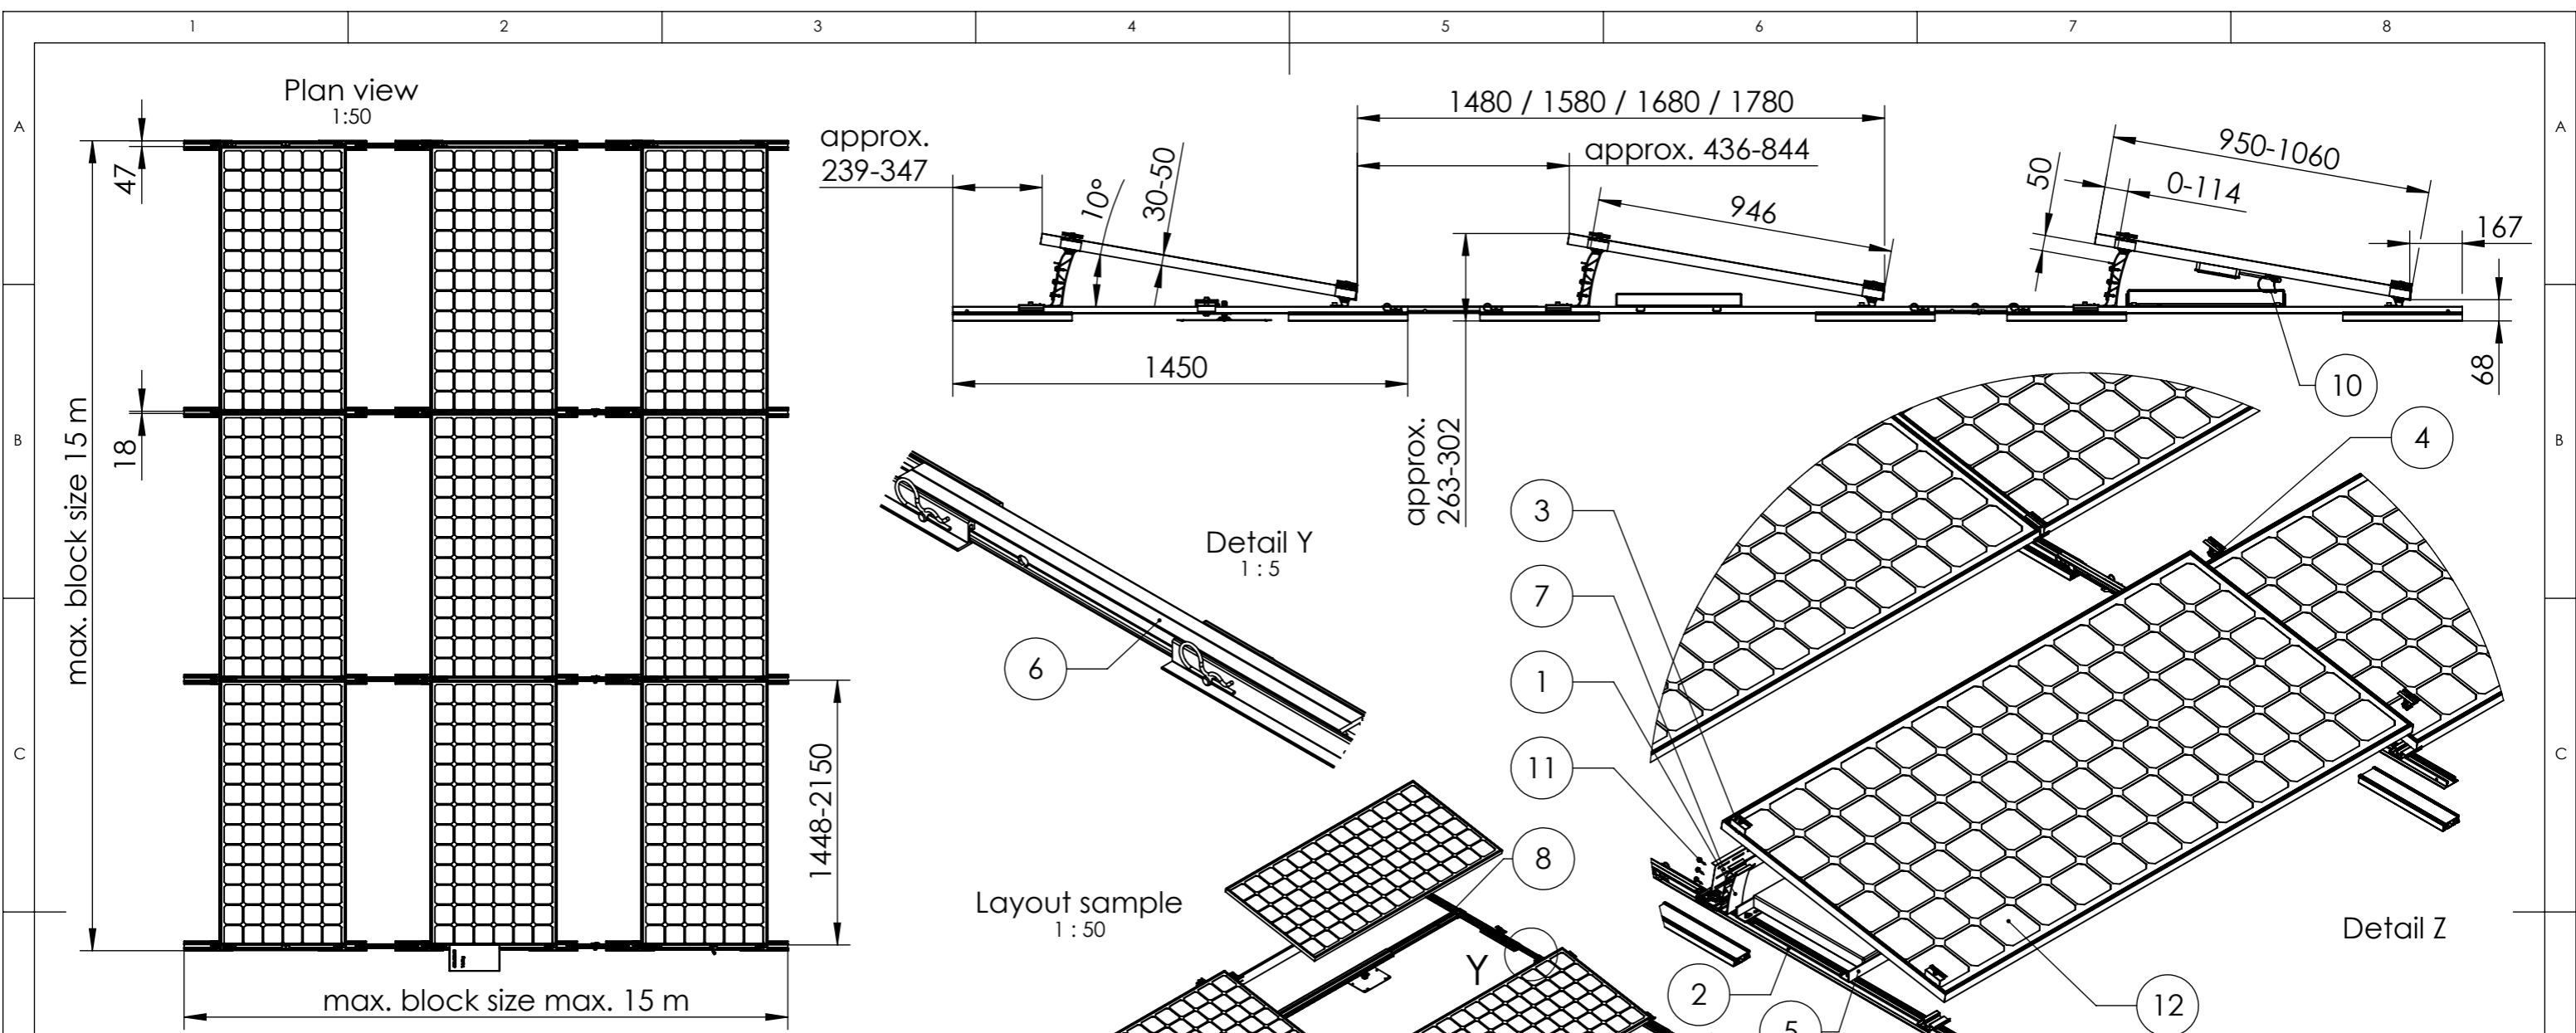 1 2 3 4 5 6 7 8
A
A
B
B
C
C
Plan view
1:50
47
18
max. block size 15 m
1448-2150
max. block size max. 15 m
approx.
239-347
10°
30-50
1480 / 1580 / 1680 / 1780
approx. 436-844
946
950-1060
50
0-114
167
68
1450
approx.
263-302
10
4
Detail Y
1 : 5
6
3
7
1
11
8
Layout sample
1 : 50
Y
2
5
12
Detail Z